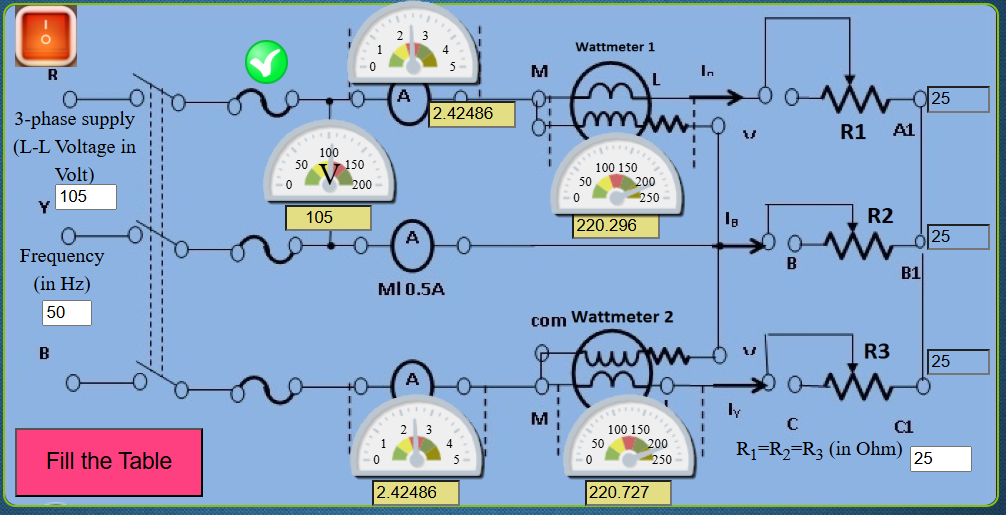 I
O
R
3-phase supply
(L-L Voltage in
Volt)
105
Y
Frequency
(in Hz)
50
B
Fill the Table
0 1 2 3 4 5
A
2.42486
0 50 100 150 200
V
105
A
MI 0.5A
A
0 1 2 3 4 5
2.42486
Wattmeter 1
M
L
V
0 50 100 150 200 250
220.296
com
Wattmeter 2
M
V
0 50 100 150 200 250
220.727
In
IB
IY
R1
A1
25
R2
B
B1
25
R3
C
C1
25
R1=R2=R3 (in Ohm)
25